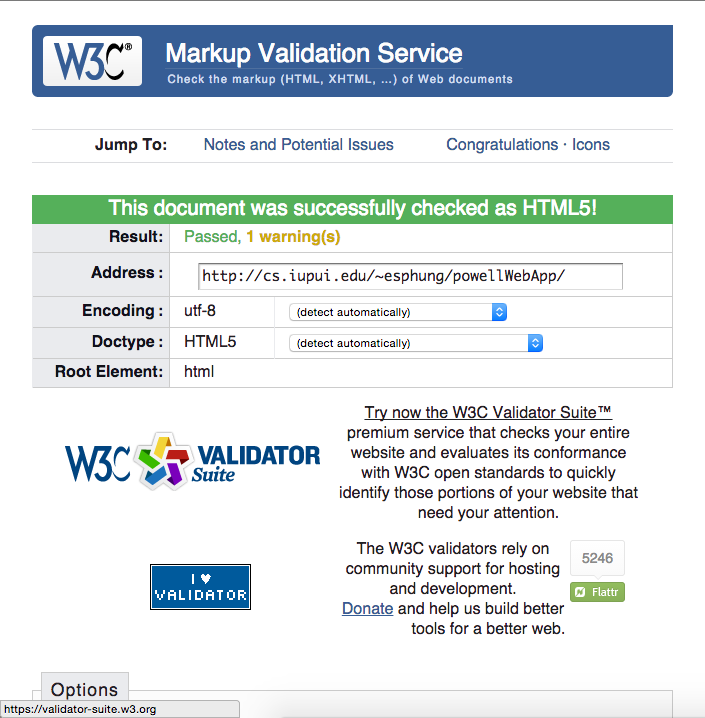 W3C® Markup Validation Service
Check the markup (HTML, XHTML, …) of Web documents
Jump To: Notes and Potential Issues Congratulations · Icons
This document was successfully checked as HTML5!
Result: Passed, 1 warning(s)
Address : http://cs.iupui.edu/~esphung/powellWebApp/
Encoding : utf-8 (detect automatically)
Doctype : HTML5 (detect automatically)
Root Element: html
W3C VALIDATOR
Suite
Try now the W3C Validator Suite™
premium service that checks your entire
website and evaluates its conformance
with W3C open standards to quickly
identify those portions of your website that
need your attention.
I ♥
VALIDATOR
The W3C validators rely on
community support for hosting
and development.
Donate and help us build better
tools for a better web.
5246
Flattr
Options
https://validator-suite.w3.org